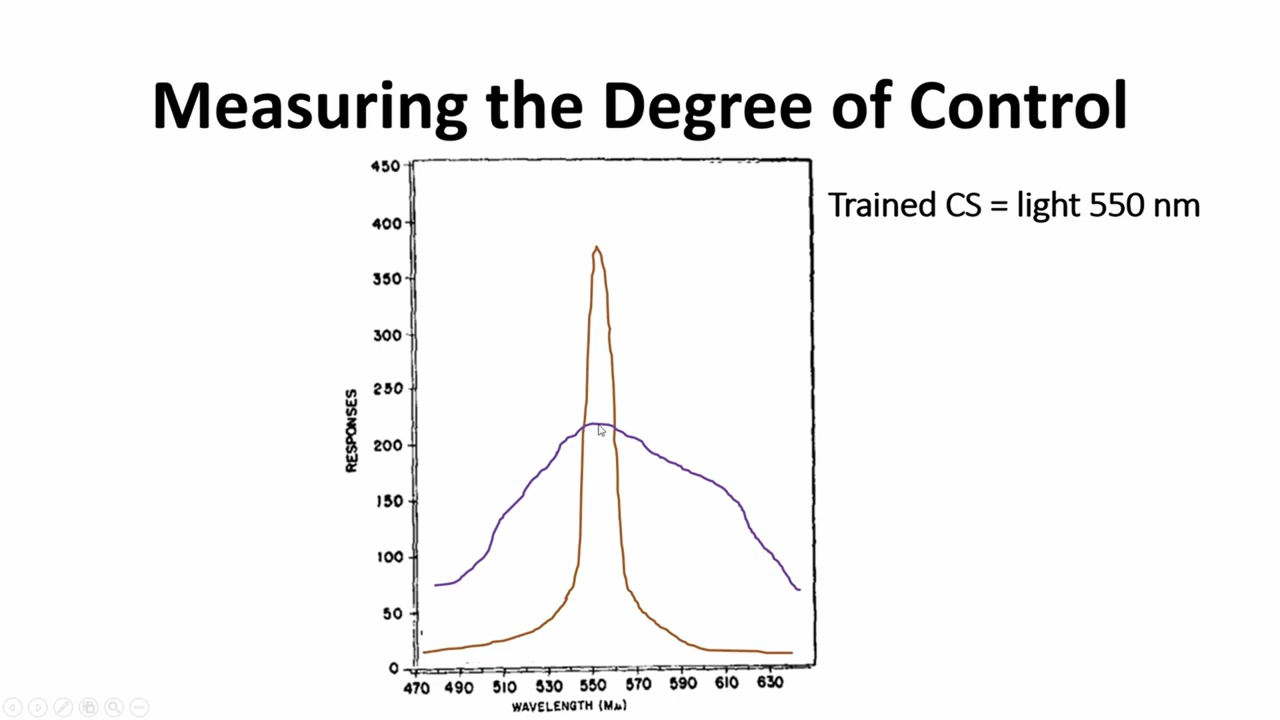 Measuring the Degree of Control
Trained CS = light 550 nm
450
400
350
300
250
200
150
100
50
0
RESPONSES
470 490 510 530 550 570 590 610 630
WAVELENGTH (Mμ)